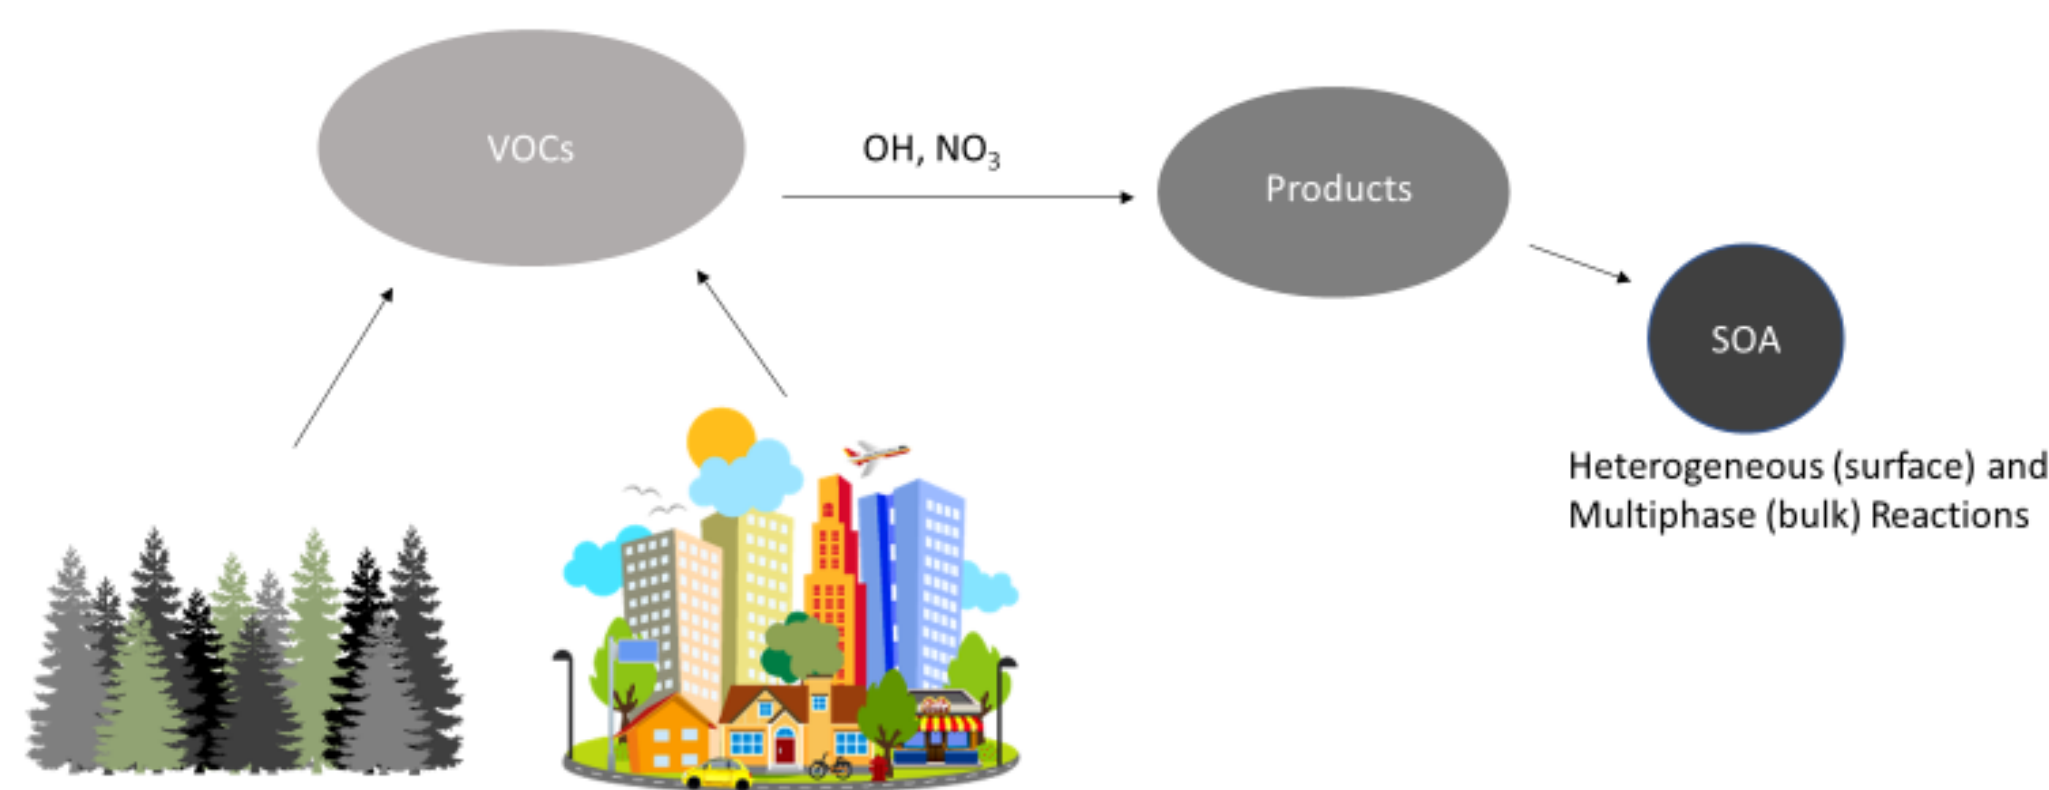 VOCs
OH, NO₃
Products
SOA
Heterogeneous (surface) and
Multiphase (bulk) Reactions